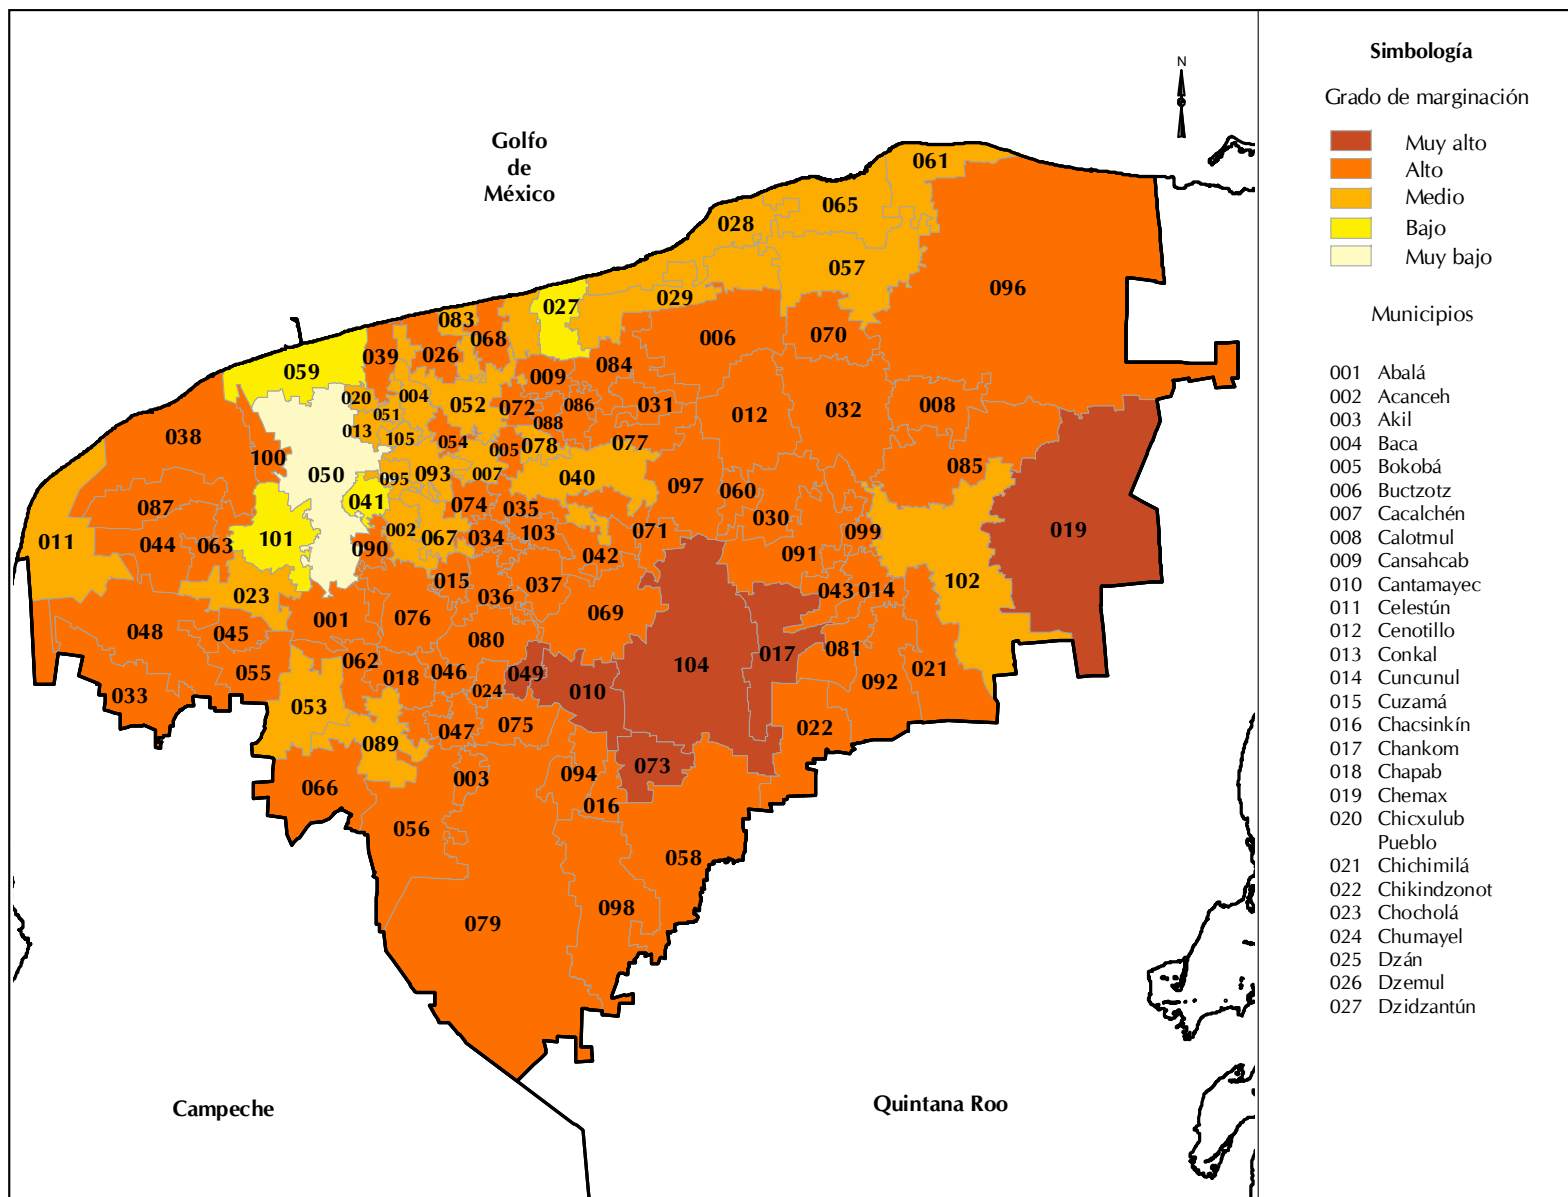 Golfo
de
México
N
061
065
028
057
096
029
027
083
068
006
070
039
026
059
084
009
020
004
052
072
086
031
012
032
008
051
088
038
013
105
054
005
078
077
100
050
095
093
007
040
085
097
060
041
087
074
035
030
011
044
063
101
090
002
067
034
103
071
042
099
091
019
102
015
036
037
043
014
023
001
076
069
048
045
080
081
062
104
017
055
018
046
049
092
021
033
024
010
053
047
075
022
089
003
094
073
066
016
056
058
079
098
Campeche
Quintana Roo
Simbología
Grado de marginación
Muy alto
Alto
Medio
Bajo
Muy bajo
Municipios
001 Abalá
002 Acanceh
003 Akil
004 Baca
005 Bokobá
006 Buctzotz
007 Cacalchén
008 Calotmul
009 Cansahcab
010 Cantamayec
011 Celestún
012 Cenotillo
013 Conkal
014 Cuncunul
015 Cuzamá
016 Chacsinkín
017 Chankom
018 Chapab
019 Chemax
020 Chicxulub
Pueblo
021 Chichimilá
022 Chikindzonot
023 Chocholá
024 Chumayel
025 Dzán
026 Dzemul
027 Dzidzantún